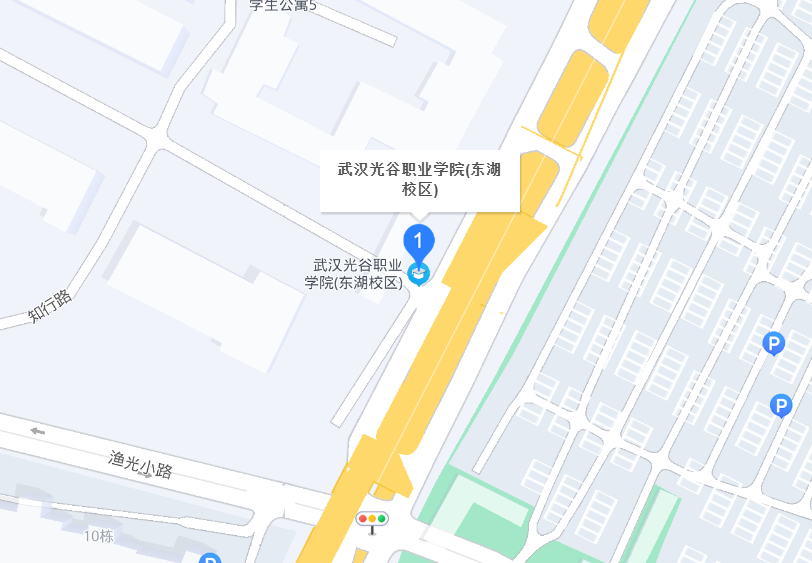 学生公寓5
武汉光谷职业学院(东湖
校区)
1
武汉光谷职业
学院(东湖校区)
知行路
P
P
渔光小路
10栋
P